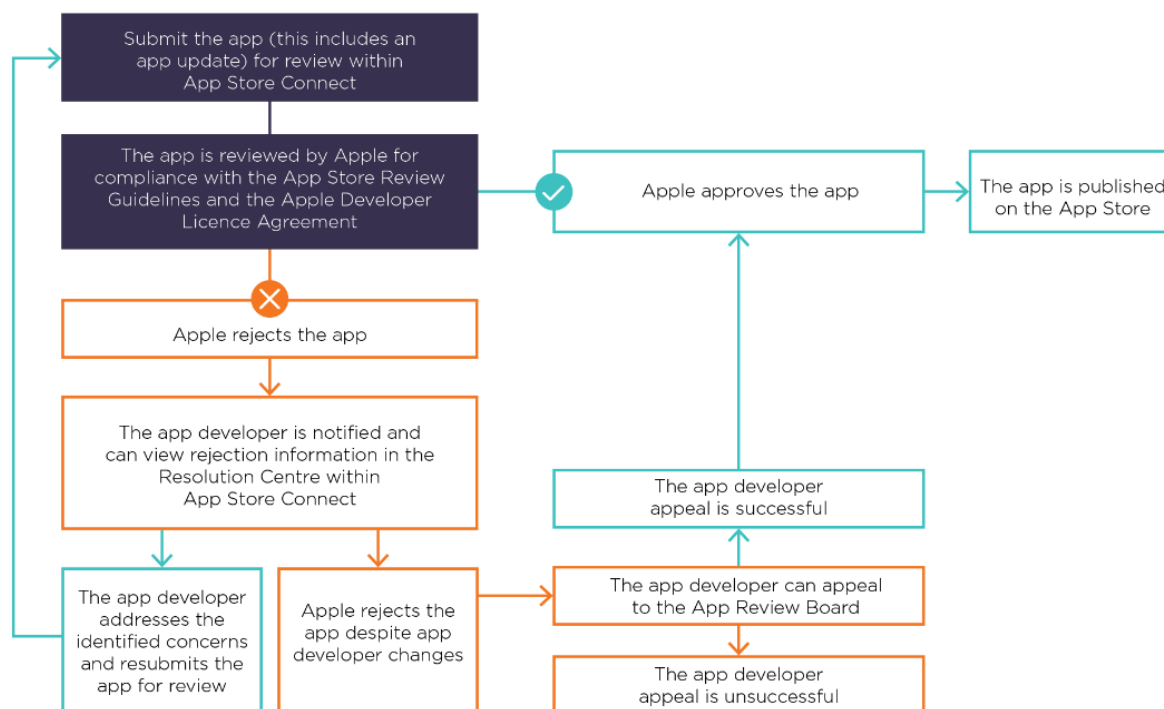 Submit the app (this includes an
app update) for review within
App Store Connect
The app is reviewed by Apple for
compliance with the App Store Review
Guidelines and the Apple Developer
Licence Agreement
Apple approves the app
The app is published
on the App Store
Apple rejects the app
The app developer is notified and
can view rejection information in the
Resolution Centre within
App Store Connect
The app developer
appeal is successful
The app developer
addresses the
identified concerns
and resubmits the
app for review
Apple rejects the
app despite app
developer changes
The app developer can appeal
to the App Review Board
The app developer
appeal is unsuccessful